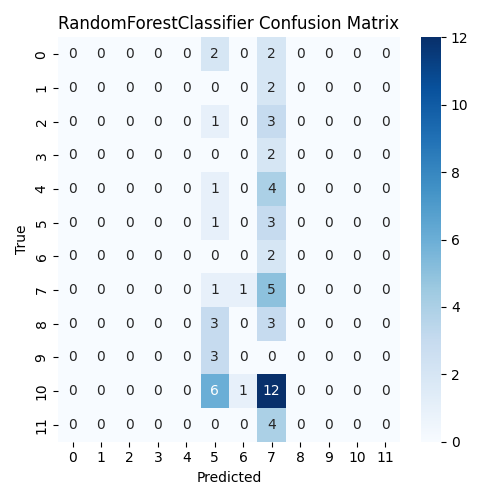 RandomForestClassifier Confusion Matrix
True
0 0 0 0 0 0 2 0 2 0 0 0 0
1 0 0 0 0 0 0 0 2 0 0 0 0
2 0 0 0 0 0 1 0 3 0 0 0 0
3 0 0 0 0 0 0 0 2 0 0 0 0
4 0 0 0 0 0 1 0 4 0 0 0 0
5 0 0 0 0 0 1 0 3 0 0 0 0
6 0 0 0 0 0 0 0 2 0 0 0 0
7 0 0 0 0 0 1 1 5 0 0 0 0
8 0 0 0 0 0 3 0 3 0 0 0 0
9 0 0 0 0 0 3 0 0 0 0 0 0
10 0 0 0 0 0 6 1 12 0 0 0 0
11 0 0 0 0 0 0 0 4 0 0 0 0
0 1 2 3 4 5 6 7 8 9 10 11
Predicted
12
10
8
6
4
2
0